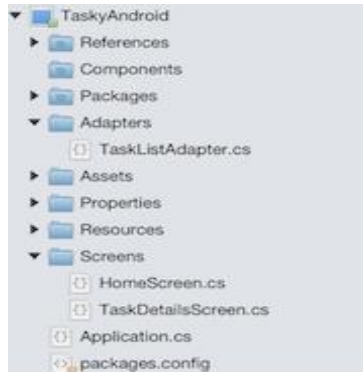 TaskyAndroid
References
Components
Packages
Adapters
TaskListAdapter.cs
Assets
Properties
Resources
Screens
HomeScreen.cs
TaskDetailsScreen.cs
Application.cs
packages.config